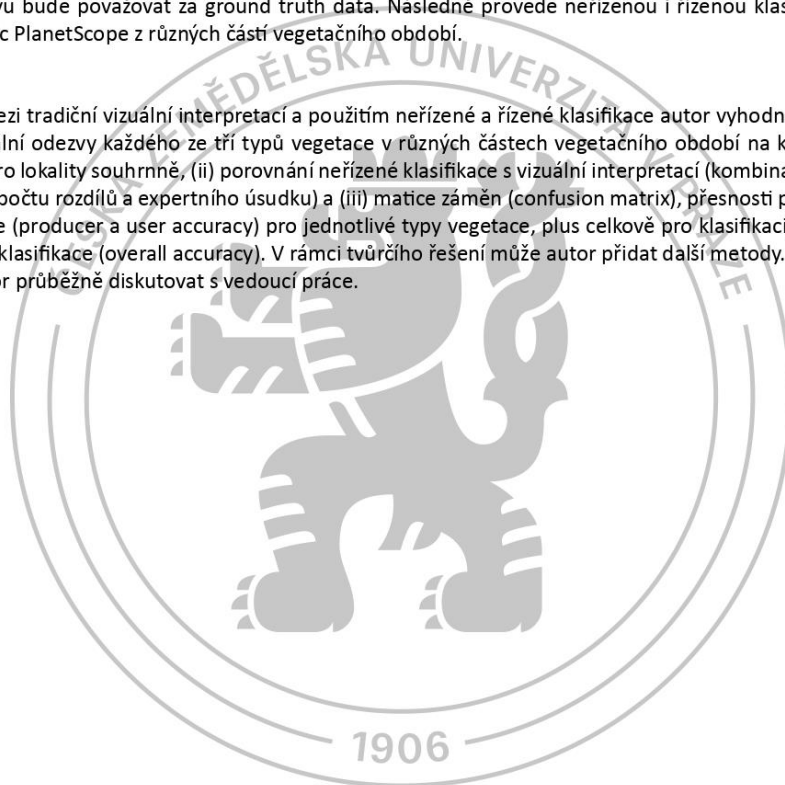 vu bude považovat za ground truth data. Následně provede neřízenou i řízenou klas
c PlanetScope z různých částí vegetačního období.
ezi tradiční vizuální interpretací a použitím neřízené a řízené klasifikace autor vyhodn
lní odezvy každého ze tří typů vegetace v různých částech vegetačního období na k
ro lokality souhrnně, (ii) porovnání neřízené klasifikace s vizuální interpretací (kombina
počtu rozdílů a expertního úsudku) a (iii) matice záměn (confusion matrix), přesnosti p
e (producer a user accuracy) pro jednotlivé typy vegetace, plus celkově pro klasifikaci
klasifikace (overall accuracy). V rámci tvůrčího řešení může autor přidat další metody.
or průběžně diskutovat s vedoucí práce.
ČESKÁ ZEMĚDĚLSKÁ UNIVERZITA V PRAZE
1906